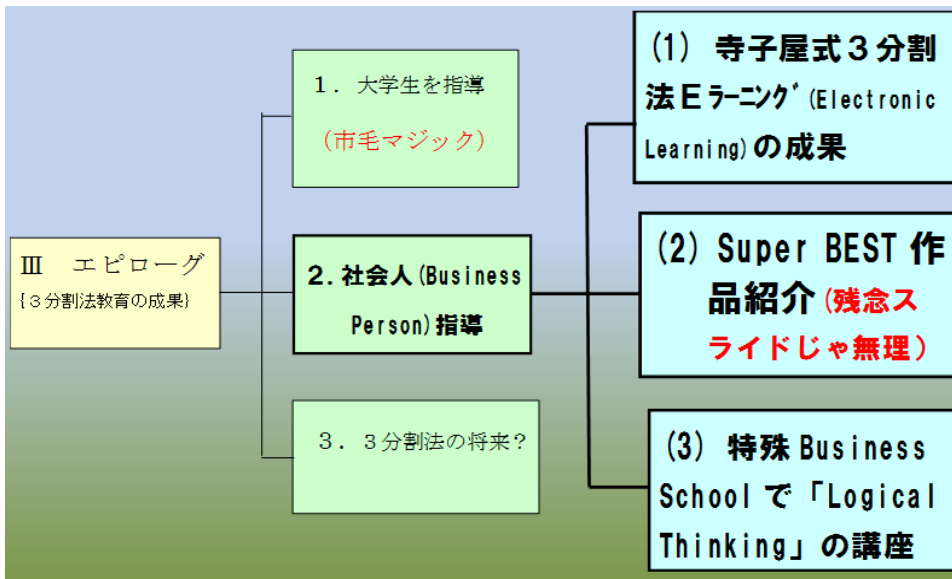 Ⅲ　エピローグ
{３分割法教育の成果}
１．大学生を指導
（市毛マジック）
2.社会人(Business
Person)指導
３．３分割法の将来？
(1) 寺子屋式３分割
法Ｅﾗｰﾆﾝｸﾞ(Electronic
Learning)の成果
(2) Super BEST 作
品紹介(残念ス
ライドじゃ無理）
(3) 特殊 Business
School で「Logical
Thinking」の講座